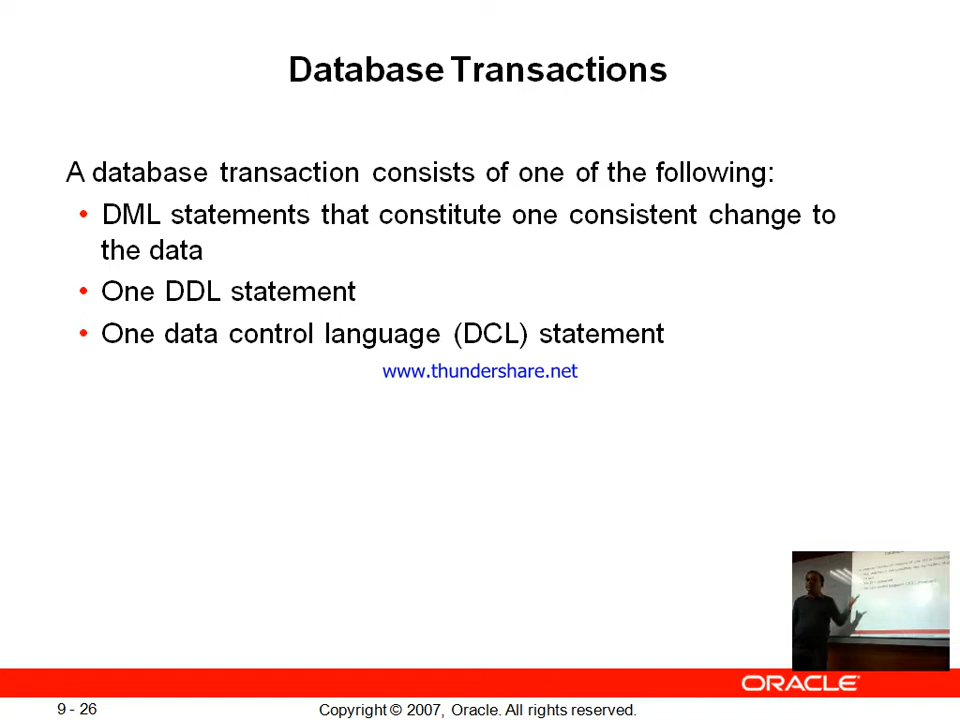 Database Transactions
A database transaction consists of one of the following:
• DML statements that constitute one consistent change to
the data
• One DDL statement
• One data control language (DCL) statement
www.thundershare.net
ORACLE
9 - 26
Copyright © 2007, Oracle. All rights reserved.